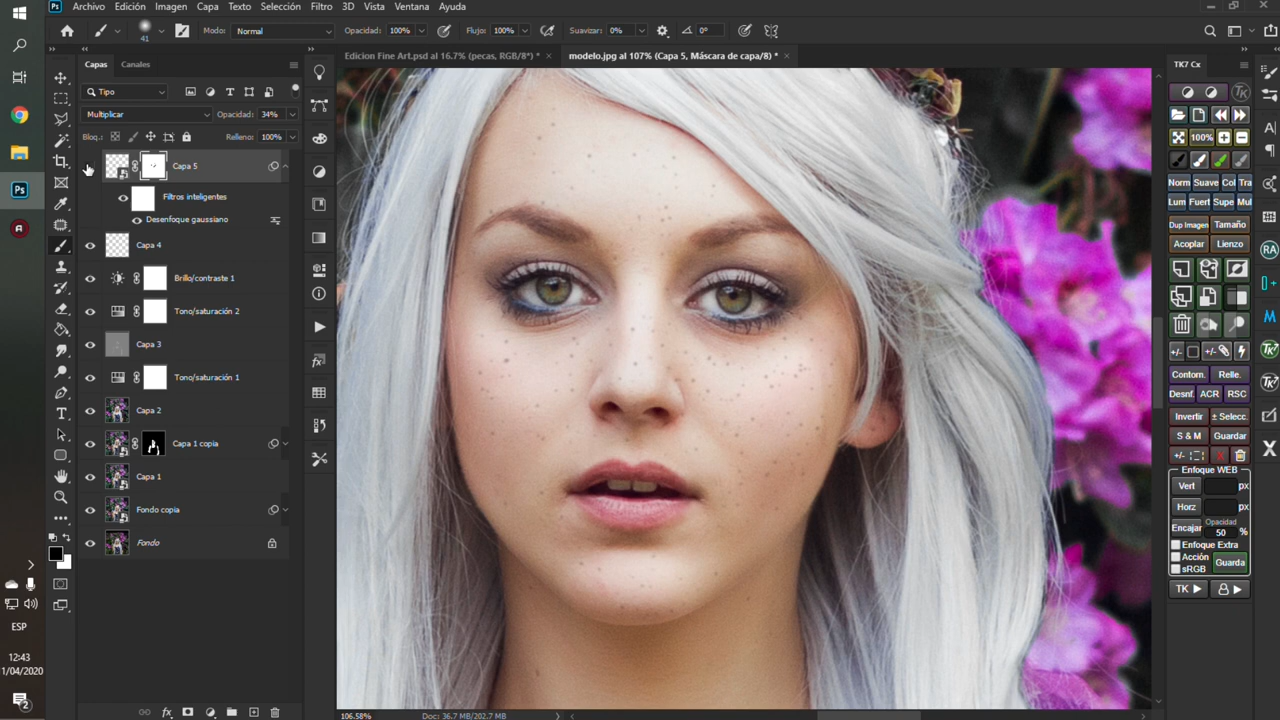 Archivo Edición Imagen Capa Texto Selección Filtro 3D Vista Ventana Ayuda
41 Modo: Normal Opacidad: 100% Flujo: 100% Suavizar: 0% 0°
Capas Canales
Edicion Fine Art.psd al 16.7% (pecas, RGB/8*) *
modelo.jpg al 107% (Capa 5, Máscara de capa/8) *
TK7 Cx
Tipo
Multiplicar Opacidad: 34%
Bloq.: Relleno: 100%
Capa 5
Filtros inteligentes
Desenfoque gaussiano
Capa 4
Brillo/contraste 1
Tono/saturación 2
Capa 3
Tono/saturación 1
Capa 2
Capa 1 copia
Capa 1
Fondo copia
Fondo
100%
Norm Suave Col Tra
Lum Fuert Supe Mul
Dup Imagen Tamaño
Acoplar Lienzo
+/- +/-
Contorn. Relle.
Desnf. ACR RSC
Invertir ± Selecc.
S & M Guardar
+/- X
Enfoque WEB
Vert px
Horz px
Encajar Opacidad 50 %
Enfoque Extra
Acción
sRGB
Guarda
TK
ESP
12:43
1/04/2020
2
106.58% Doc: 36.7 MB/202.7 MB